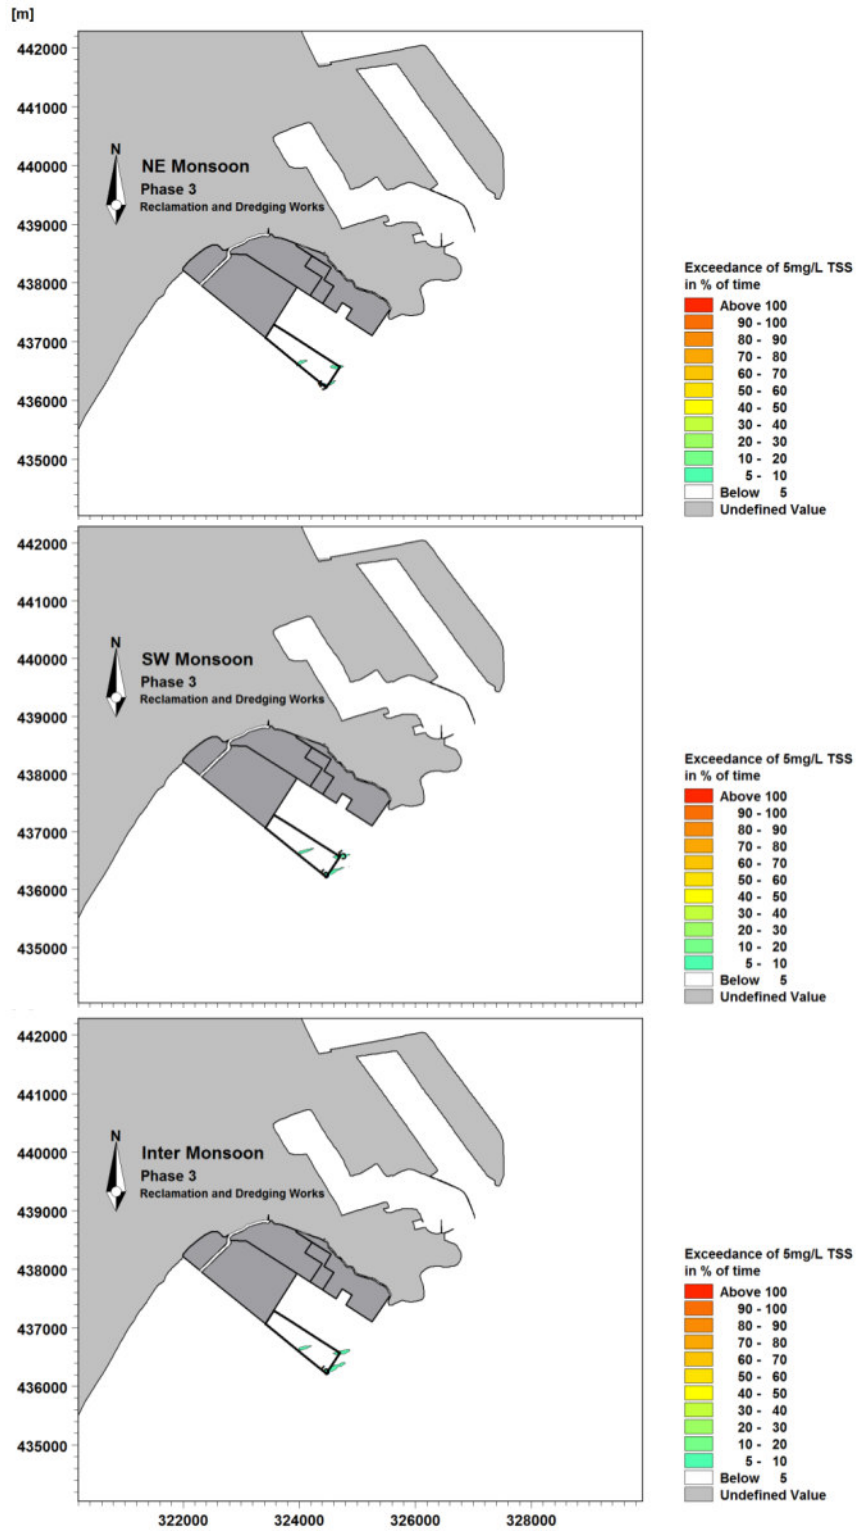 [m]
442000
441000
440000
439000
438000
437000
436000
435000
N
NE Monsoon
Phase 3
Reclamation and Dredging Works
Exceedance of 5mg/L TSS
in % of time
Above 100
90 - 100
80 - 90
70 - 80
60 - 70
50 - 60
40 - 50
30 - 40
20 - 30
10 - 20
5 - 10
Below 5
Undefined Value
442000
441000
440000
439000
438000
437000
436000
435000
N
SW Monsoon
Phase 3
Reclamation and Dredging Works
Exceedance of 5mg/L TSS
in % of time
Above 100
90 - 100
80 - 90
70 - 80
60 - 70
50 - 60
40 - 50
30 - 40
20 - 30
10 - 20
5 - 10
Below 5
Undefined Value
442000
441000
440000
439000
438000
437000
436000
435000
N
Inter Monsoon
Phase 3
Reclamation and Dredging Works
Exceedance of 5mg/L TSS
in % of time
Above 100
90 - 100
80 - 90
70 - 80
60 - 70
50 - 60
40 - 50
30 - 40
20 - 30
10 - 20
5 - 10
Below 5
Undefined Value
322000 324000 326000 328000